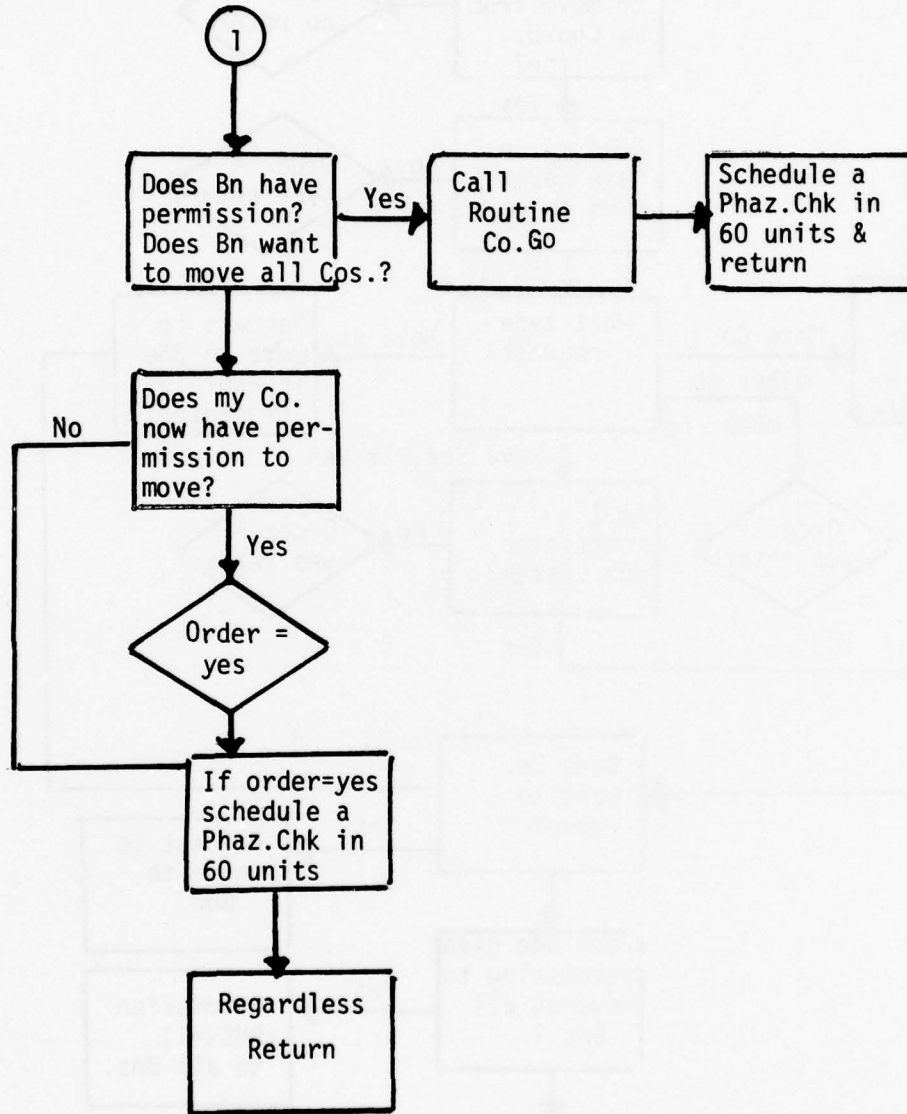 1
Does Bn have
permission?
Does Bn want
to move all Cos.?
Yes
Call
Routine
Co.Go
Schedule a
Phaz.Chk in
60 units &
return
Does my Co.
now have per-
mission to
move?
No
Yes
Order =
yes
If order=yes
schedule a
Phaz.Chk in
60 units
Regardless
Return